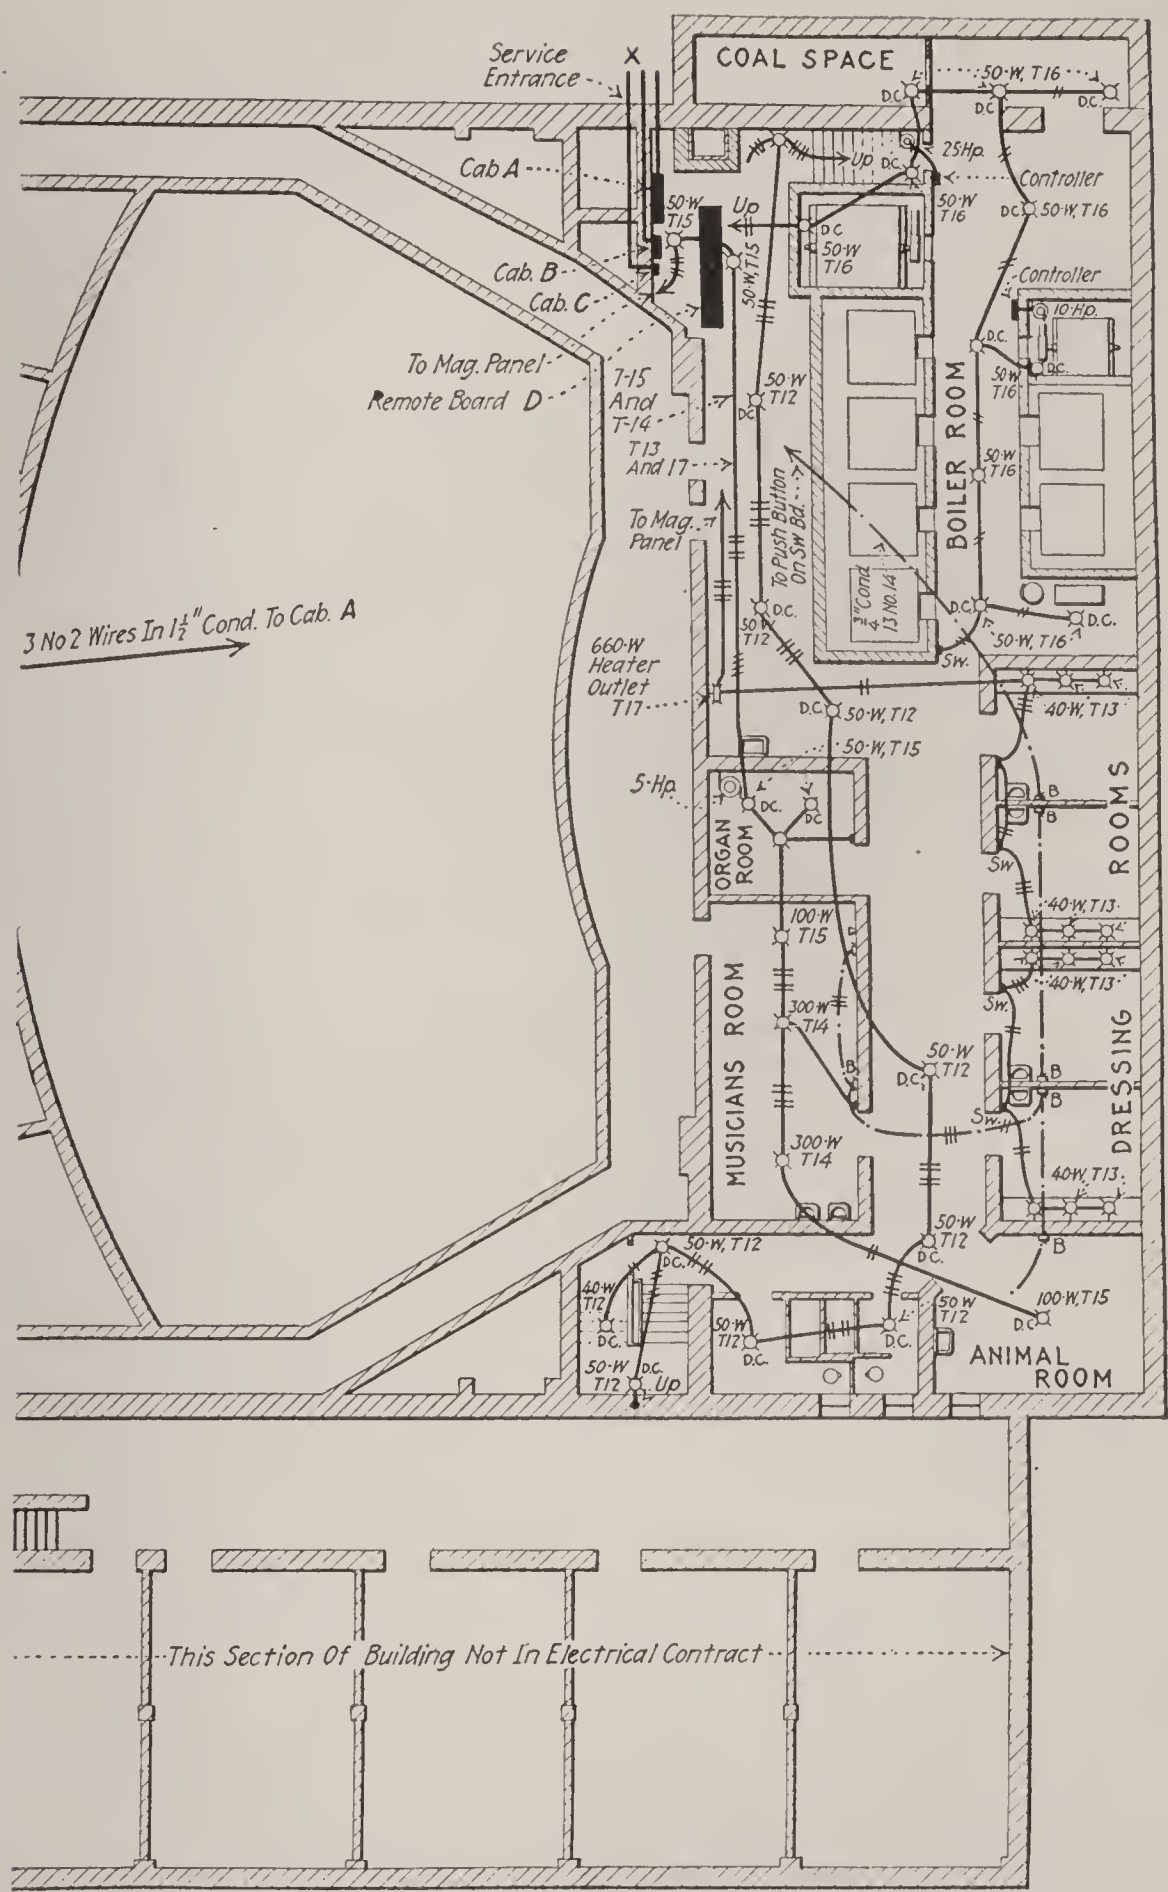 Service
Entrance
X
COAL SPACE
50-W, T16
D.C.
D.C.
D.C.
Cab A
Up
25Hp.
D.C.
Controller
50-W
T15
Up
50-W
T16
D.C.
50-W, T16
D.C.
50-W
T16
Cab. B
Cab. C
50-W, T15
Controller
10-Hp.
To Mag. Panel
Remote Board D
7-15
And
T-14
50-W
T12
D.C.
D.C.
50-W
T16
D.C.
BOILER ROOM
T13
And 17
50-W
T16
To Mag.
Panel
To Push Button
On Sw Bd.
3/4" Cond
13 No.14
3 No 2 Wires In 1 1/2" Cond. To Cab. A
D.C.
50-W
T12
D.C.
D.C.
50-W, T16
Sw.
660-W
Heater
Outlet
T17
D.C.
50-W, T12
40-W, T13
50-W, T15
5-Hp.
D.C.
D.C.
B
B
ORGAN
ROOM
ROOMS
Sw
100-W
T15
40-W, T13
40-W, T13
MUSICIANS ROOM
300-W
T14
Sw.
DRESSING
50-W
T12
D.C.
B
B
B
Sw.
300-W
T14
40-W, T13
50-W, T12
D.C.
50-W
T12
D.C.
B
40-W
T12
D.C.
50-W
T12
D.C.
50-W
T12
D.C.
100-W, T15
D.C.
50-W
T12
D.C.
Up
ANIMAL
ROOM
This Section Of Building Not In Electrical Contract